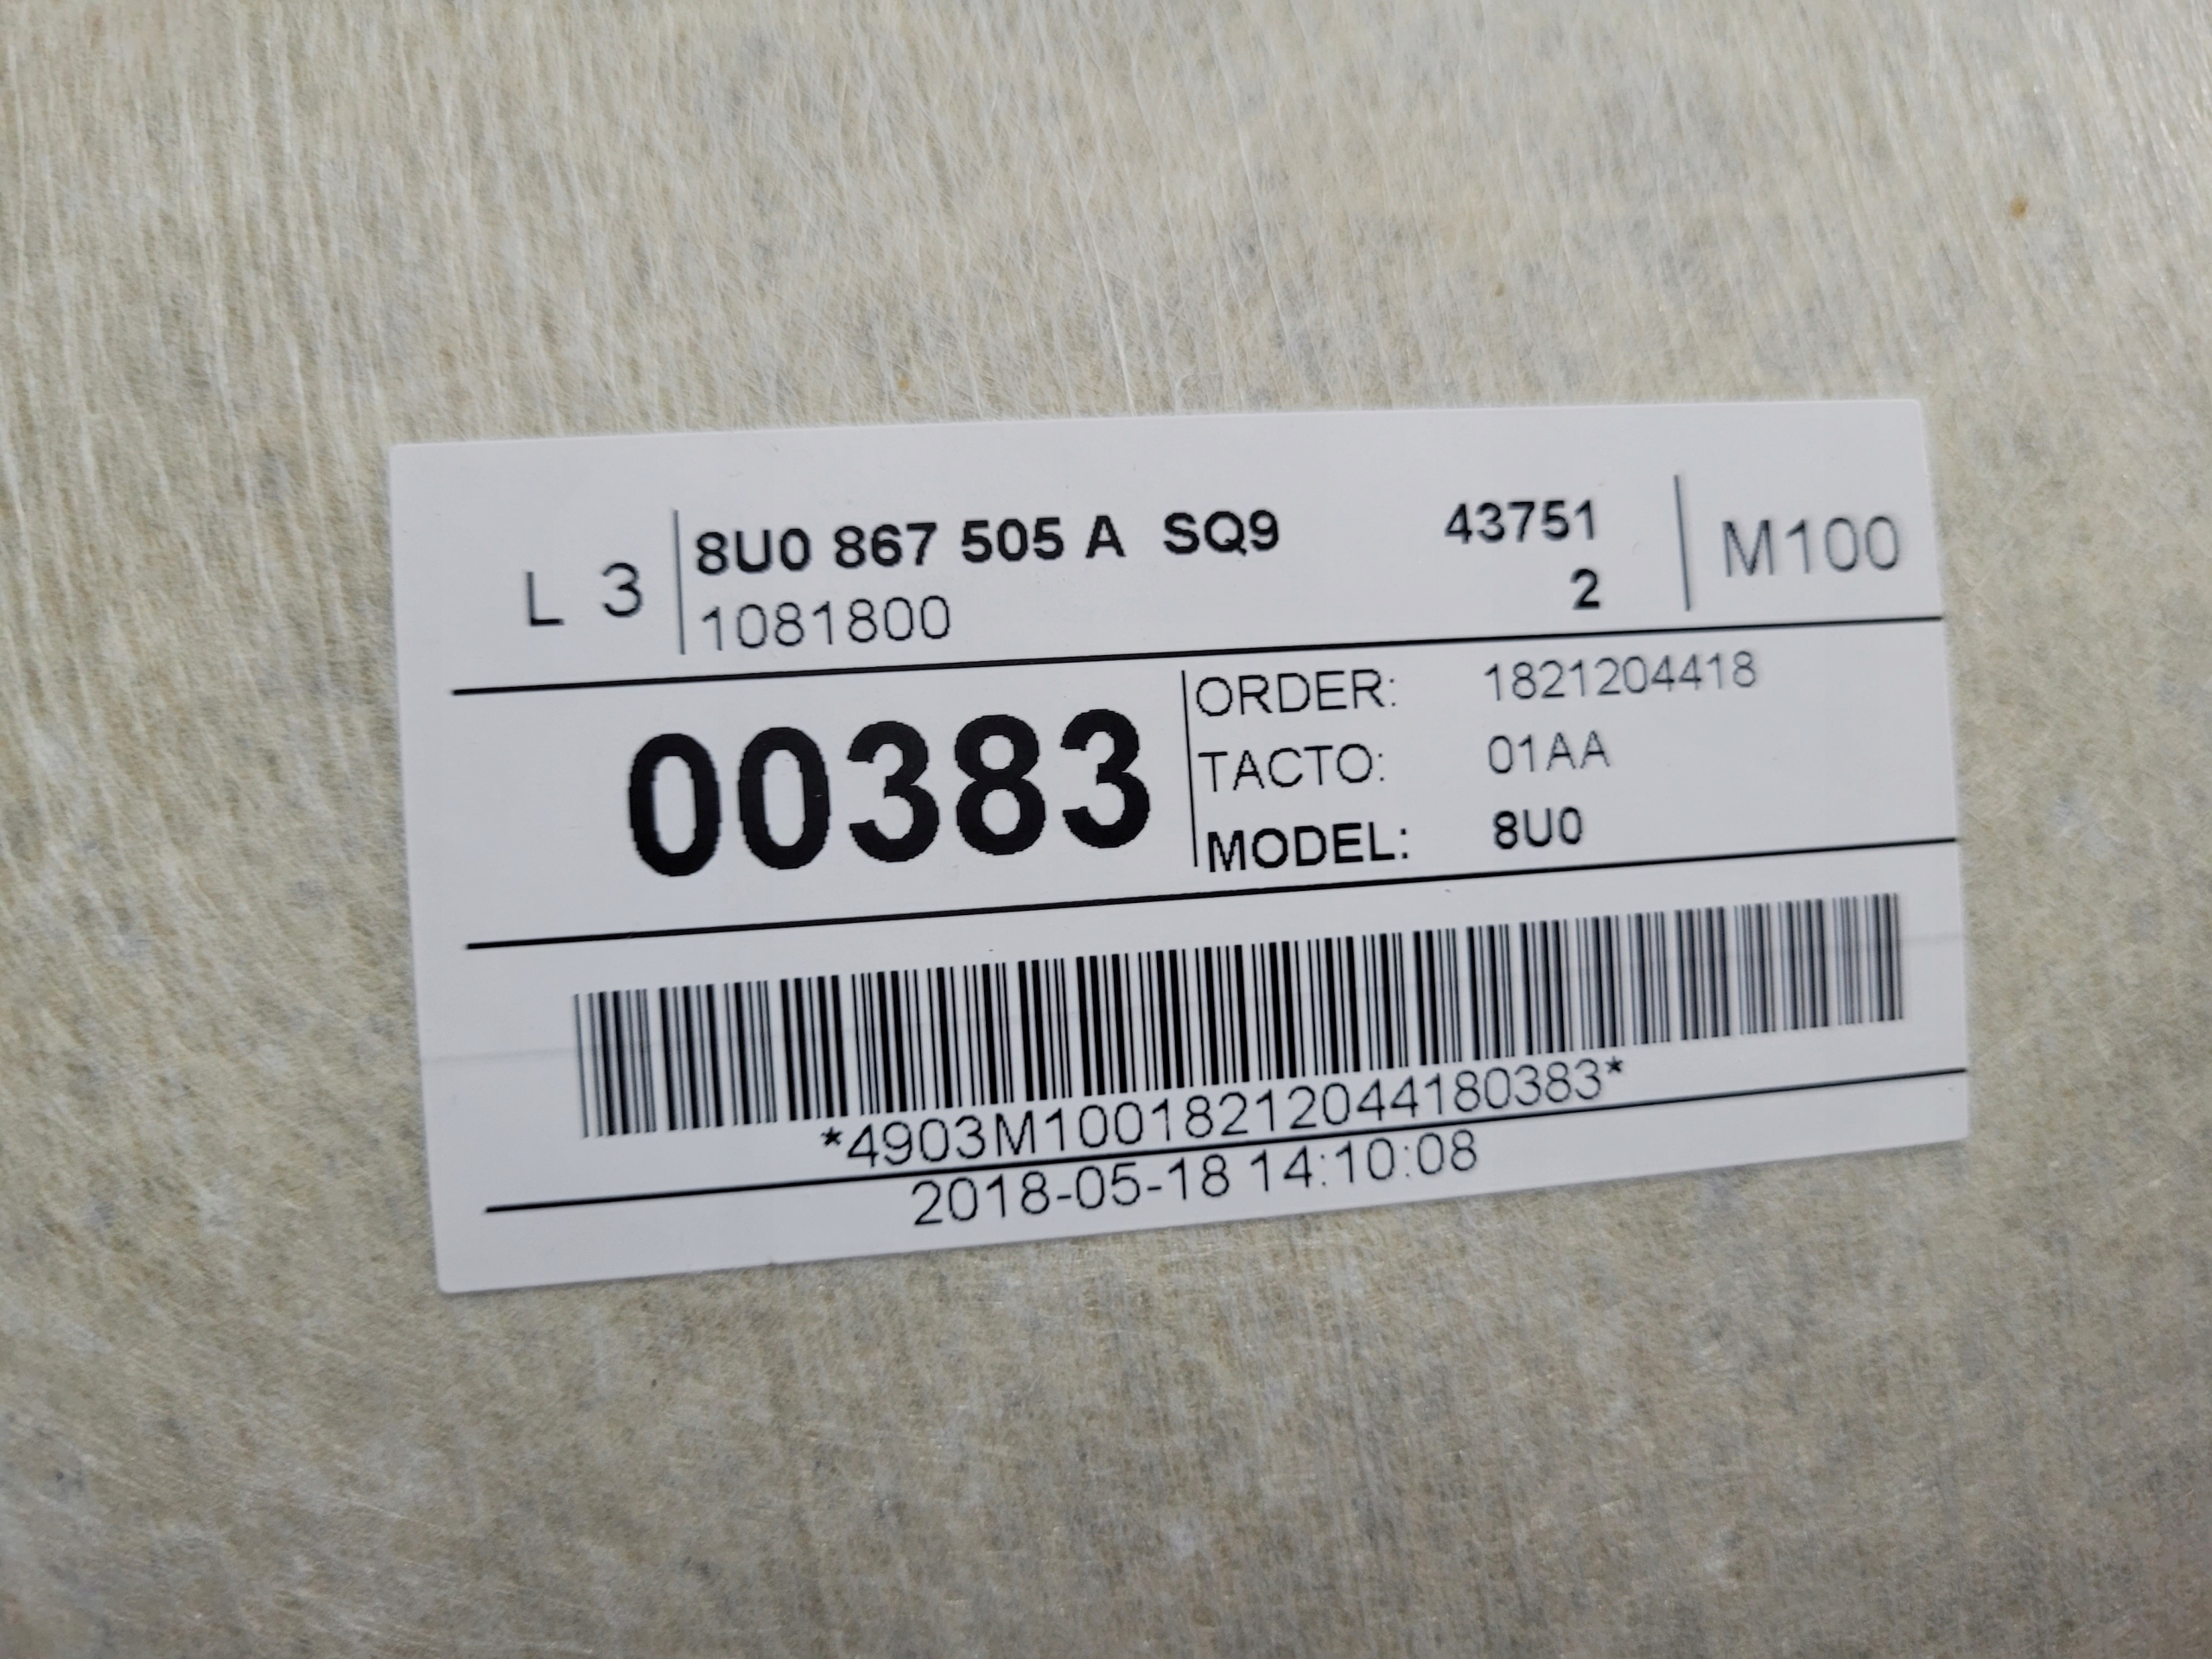 L 3
8U0 867 505 A SQ9
1081800
43751
2
M100
00383
ORDER: 1821204418
TACTO: 01AA
MODEL: 8U0
*4903M10018212044180383*
2018-05-18 14:10:08